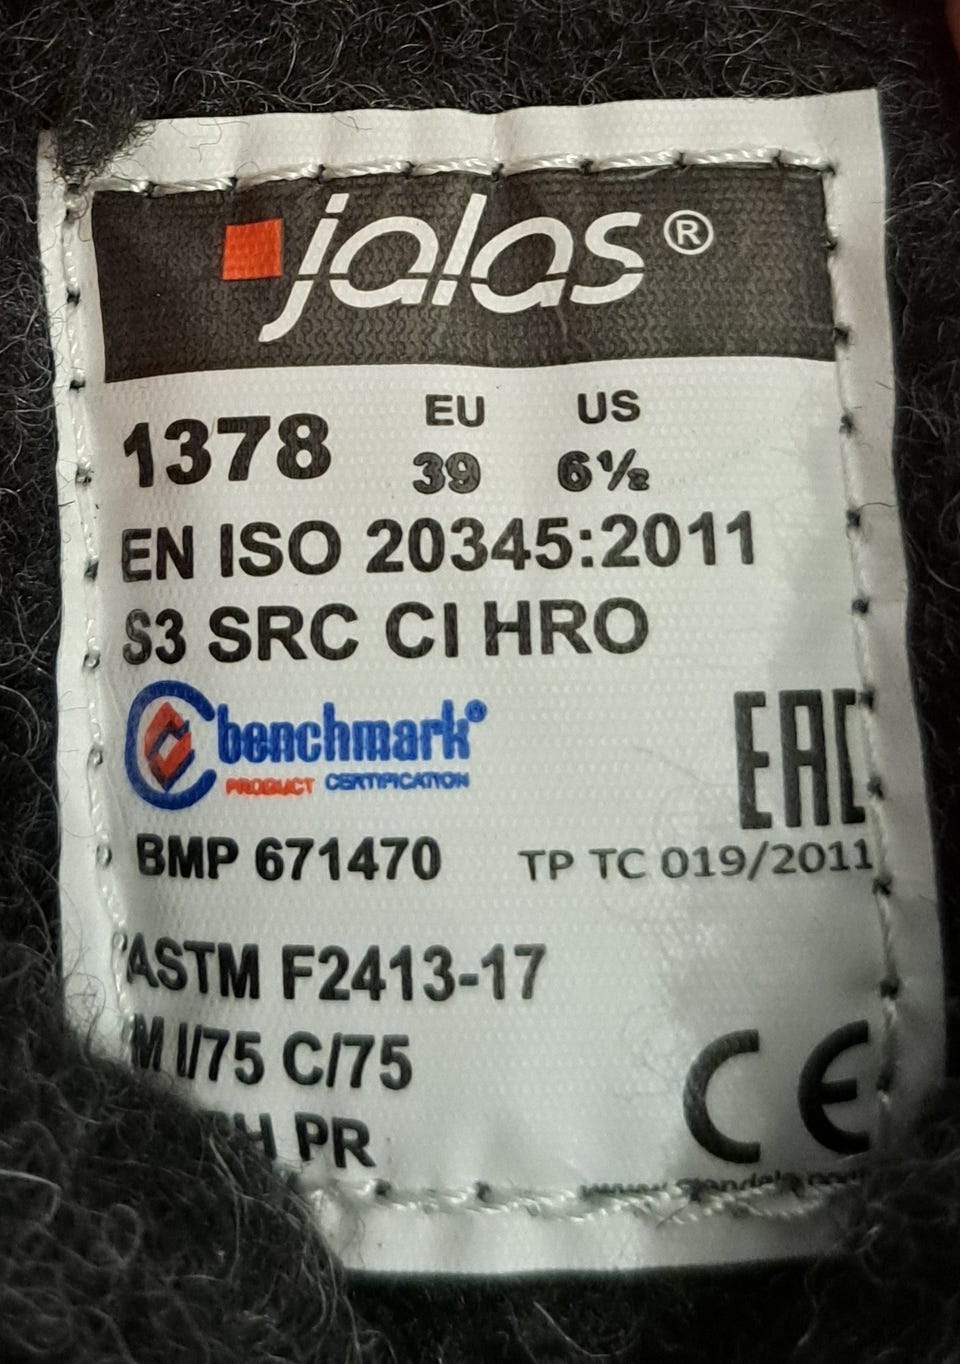 jalas®
1378 EU 39 US 6½
EN ISO 20345:2011
S3 SRC CI HRO
benchmark®
PRODUCT CERTIFICATION
EAC
BMP 671470
TP TC 019/2011
ASTM F2413-17
M I/75 C/75
PR
CE